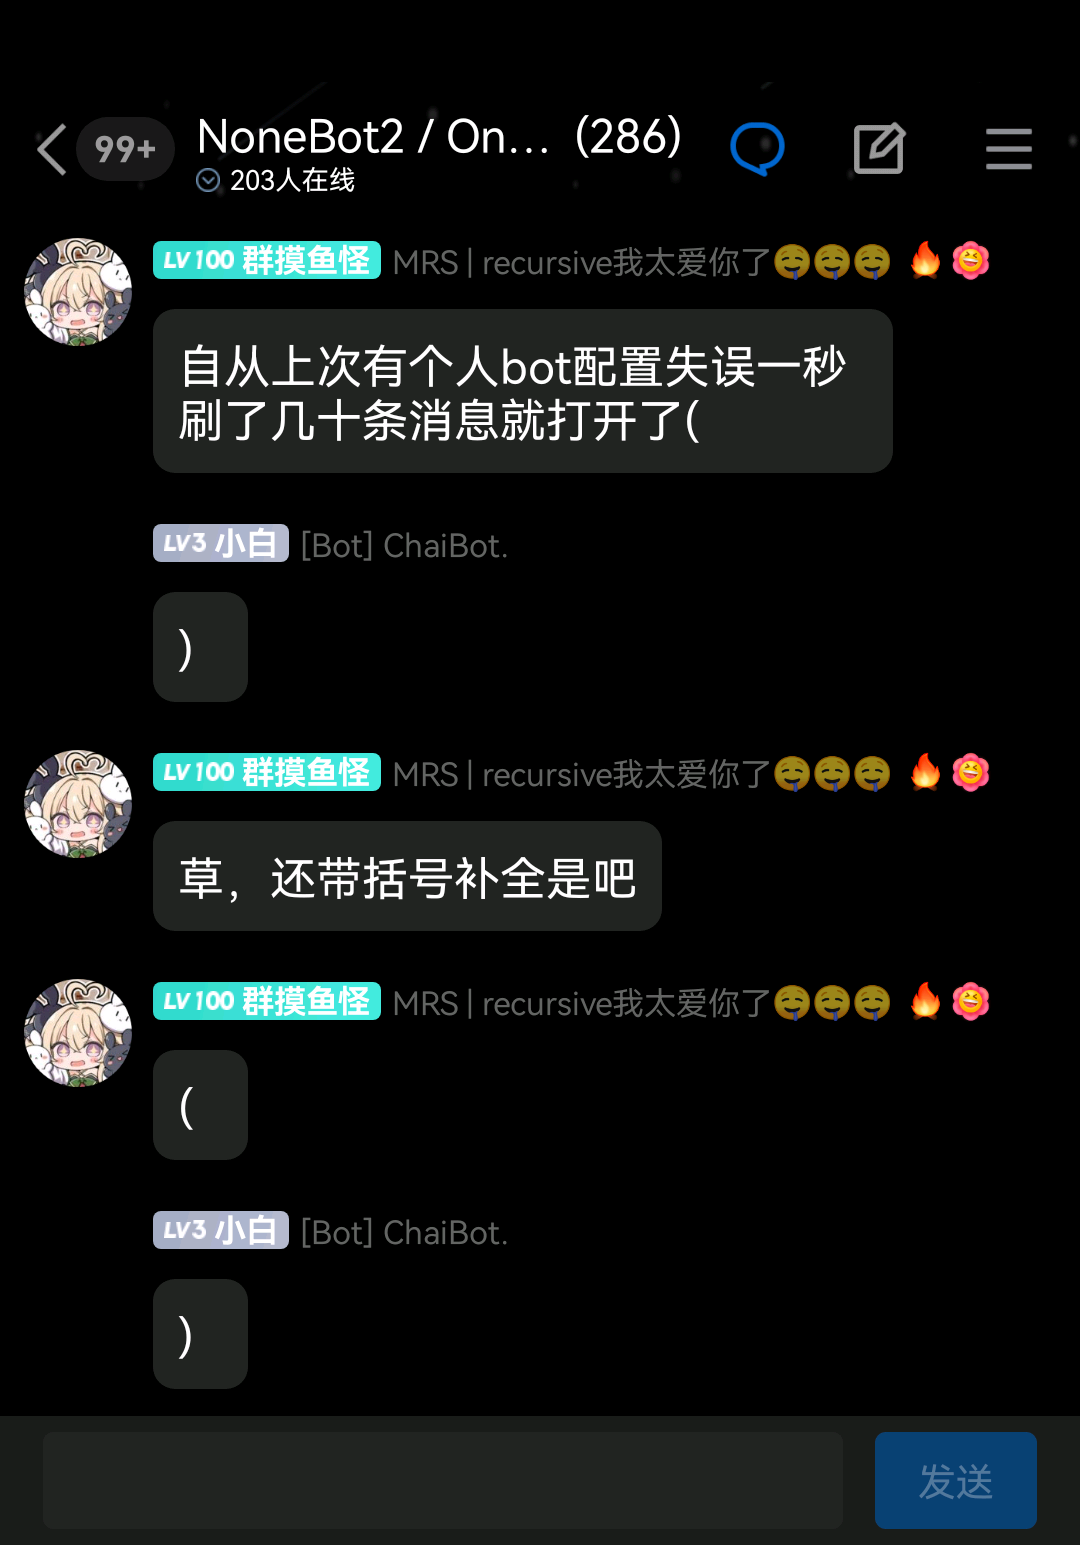 99+
NoneBot2 / On... (286)
203人在线
LV100 群摸鱼怪 MRS | recursive我太爱你了🤤🤤🤤 🔥
自从上次有个人bot配置失误一秒
刷了几十条消息就打开了(
LV3 小白 [Bot] ChaiBot.
)
LV100 群摸鱼怪 MRS | recursive我太爱你了🤤🤤🤤 🔥
草，还带括号补全是吧
LV100 群摸鱼怪 MRS | recursive我太爱你了🤤🤤🤤 🔥
(
LV3 小白 [Bot] ChaiBot.
)
发送